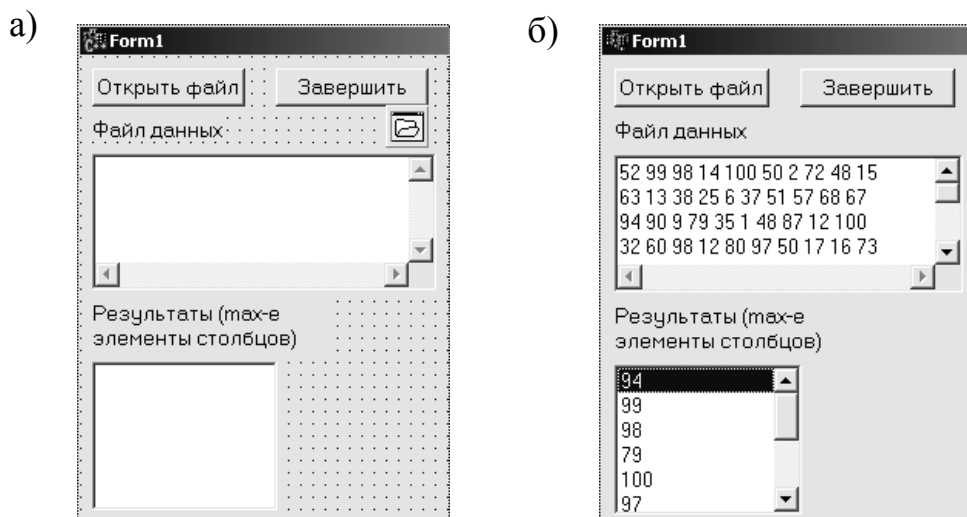 а)
Form1
Открыть файл
Завершить
Файл данных
Результаты (max-е
элементы столбцов)
б)
Form1
Открыть файл
Завершить
Файл данных
52 99 98 14 100 50 2 72 48 15
63 13 38 25 6 37 51 57 68 67
94 90 9 79 35 1 48 87 12 100
32 60 98 12 80 97 50 17 16 73
Результаты (max-е
элементы столбцов)
94
99
98
79
100
97